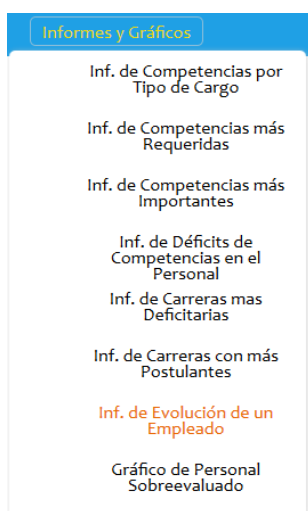 Informes y Gráficos
Inf. de Competencias por
Tipo de Cargo
Inf. de Competencias más
Requeridas
Inf. de Competencias más
Importantes
Inf. de Déficits de
Competencias en el
Personal
Inf. de Carreras mas
Deficitarias
Inf. de Carreras con más
Postulantes
Inf. de Evolución de un
Empleado
Gráfico de Personal
Sobreevaluado